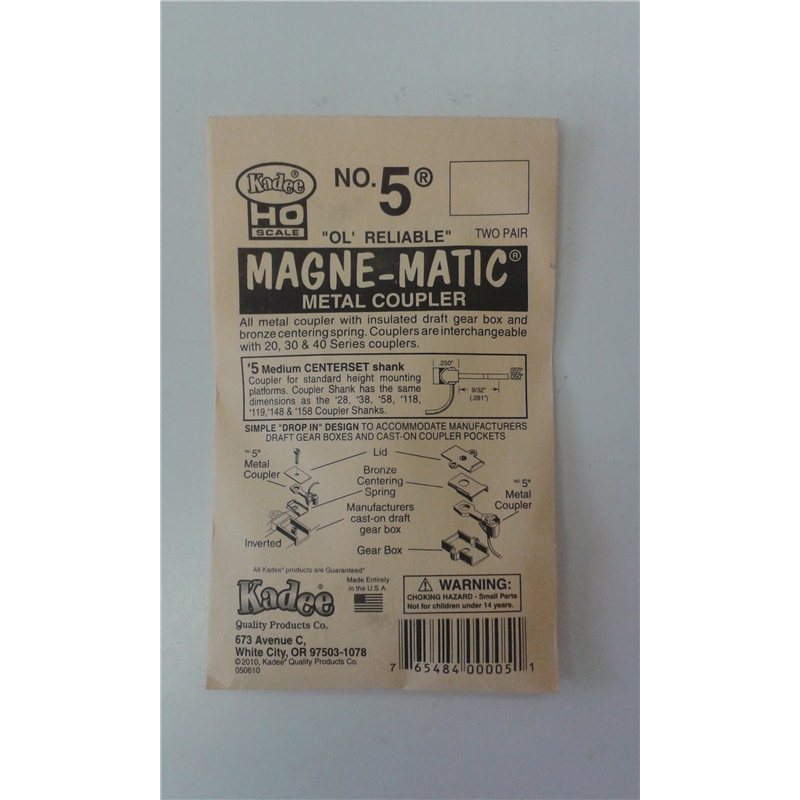 Kadee®
HO
SCALE
NO. 5®
"OL' RELIABLE"
TWO PAIR
MAGNE-MATIC®
METAL COUPLER
All metal coupler with insulated draft gear box and
bronze centering spring. Couplers are interchangeable
with 20, 30 & 40 Series couplers.
#5 Medium CENTERSET shank
Coupler for standard height mounting
platforms. Coupler Shank has the same
dimensions as the #28, #38, #58, #118,
#119, #148 & #158 Coupler Shanks.
.250"
9/32"
(.281")
SIMPLE "DROP IN" DESIGN TO ACCOMMODATE MANUFACTURERS
DRAFT GEAR BOXES AND CAST-ON COUPLER POCKETS
NO. 5®
Metal
Coupler
Lid
Bronze
Centering
Spring
NO. 5®
Metal
Coupler
Manufacturers
cast-on draft
gear box
Inverted
Gear Box
All Kadee® products are Guaranteed®
Kadee®
Quality Products Co.
Made Entirely
in the U.S.A.
673 Avenue C,
White City, OR 97503-1078
©2010, Kadee® Quality Products Co.
050610
WARNING:
CHOKING HAZARD - Small Parts
Not for children under 14 years.
7 65484 00005 1